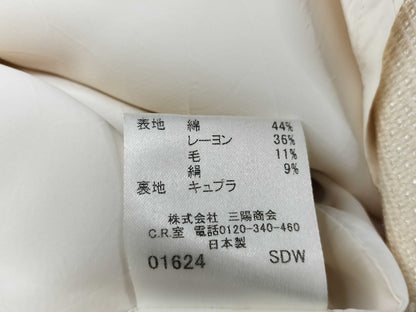 表地 綿 44%
レーヨン 36%
毛 11%
絹 9%
裏地 キュプラ
株式会社 三陽商会
C.R.室 電話0120-340-460
日本製
01624 SDW